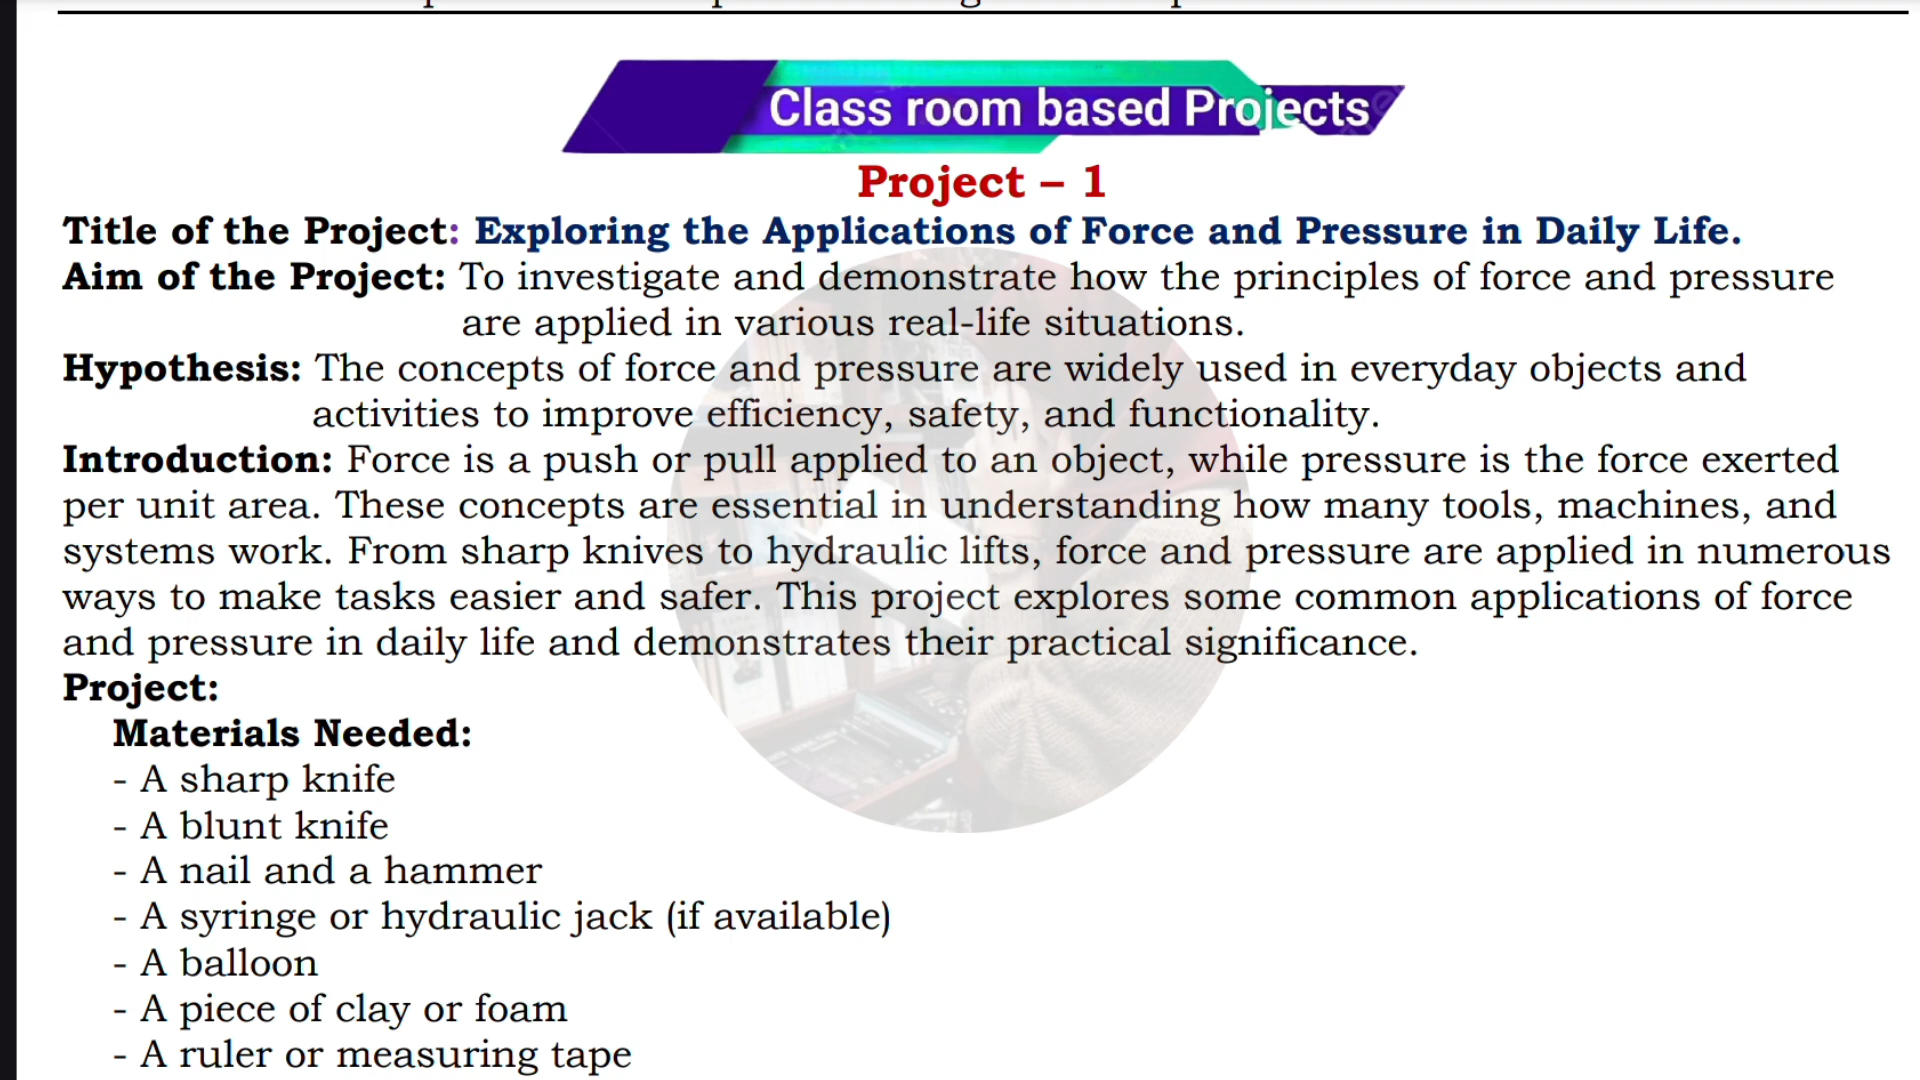 Class room based Projects
Project – 1
Title of the Project: Exploring the Applications of Force and Pressure in Daily Life.
Aim of the Project: To investigate and demonstrate how the principles of force and pressure
are applied in various real-life situations.
Hypothesis: The concepts of force and pressure are widely used in everyday objects and
activities to improve efficiency, safety, and functionality.
Introduction: Force is a push or pull applied to an object, while pressure is the force exerted
per unit area. These concepts are essential in understanding how many tools, machines, and
systems work. From sharp knives to hydraulic lifts, force and pressure are applied in numerous
ways to make tasks easier and safer. This project explores some common applications of force
and pressure in daily life and demonstrates their practical significance.
Project:
Materials Needed:
- A sharp knife
- A blunt knife
- A nail and a hammer
- A syringe or hydraulic jack (if available)
- A balloon
- A piece of clay or foam
- A ruler or measuring tape